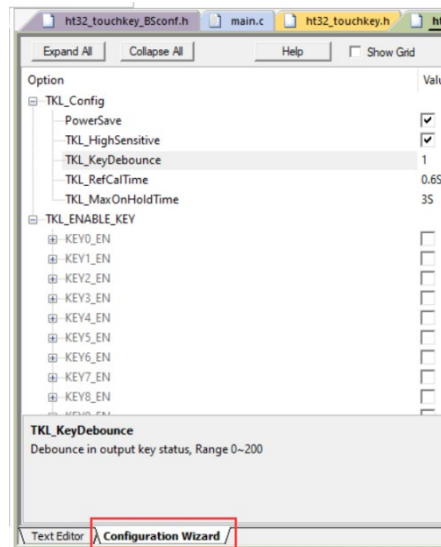 ht32_touchkey_BSconf.h main.c ht32_touchkey.h
Expand All Collapse All Help Show Grid
Option
TKL_Config
PowerSave
TKL_HighSensitive
TKL_KeyDebounce 1
TKL_RefCalTime
TKL_MaxOnHoldTime 3S
TKL_ENABLE_KEY
KEY0_EN
KEY1_EN
KEY2_EN
KEY3_EN
KEY4_EN
KEY5_EN
KEY6_EN
KEY7_EN
KEY8_EN
TKL_KeyDebounce
Debounce in output key status, Range 0~200
Text Editor Configuration Wizard